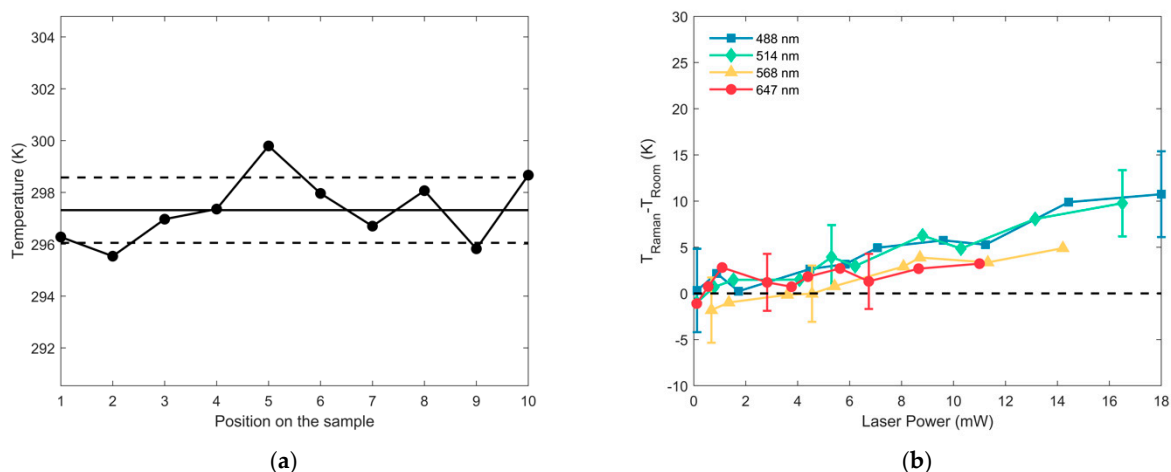 304
302
300
298
296
294
292
Temperature (K)
1 2 3 4 5 6 7 8 9 10
Position on the sample
(a)
30
25
20
15
10
5
0
-5
-10
T_Raman-T_Room (K)
488 nm
514 nm
568 nm
647 nm
0 2 4 6 8 10 12 14 16 18
Laser Power (mW)
(b)